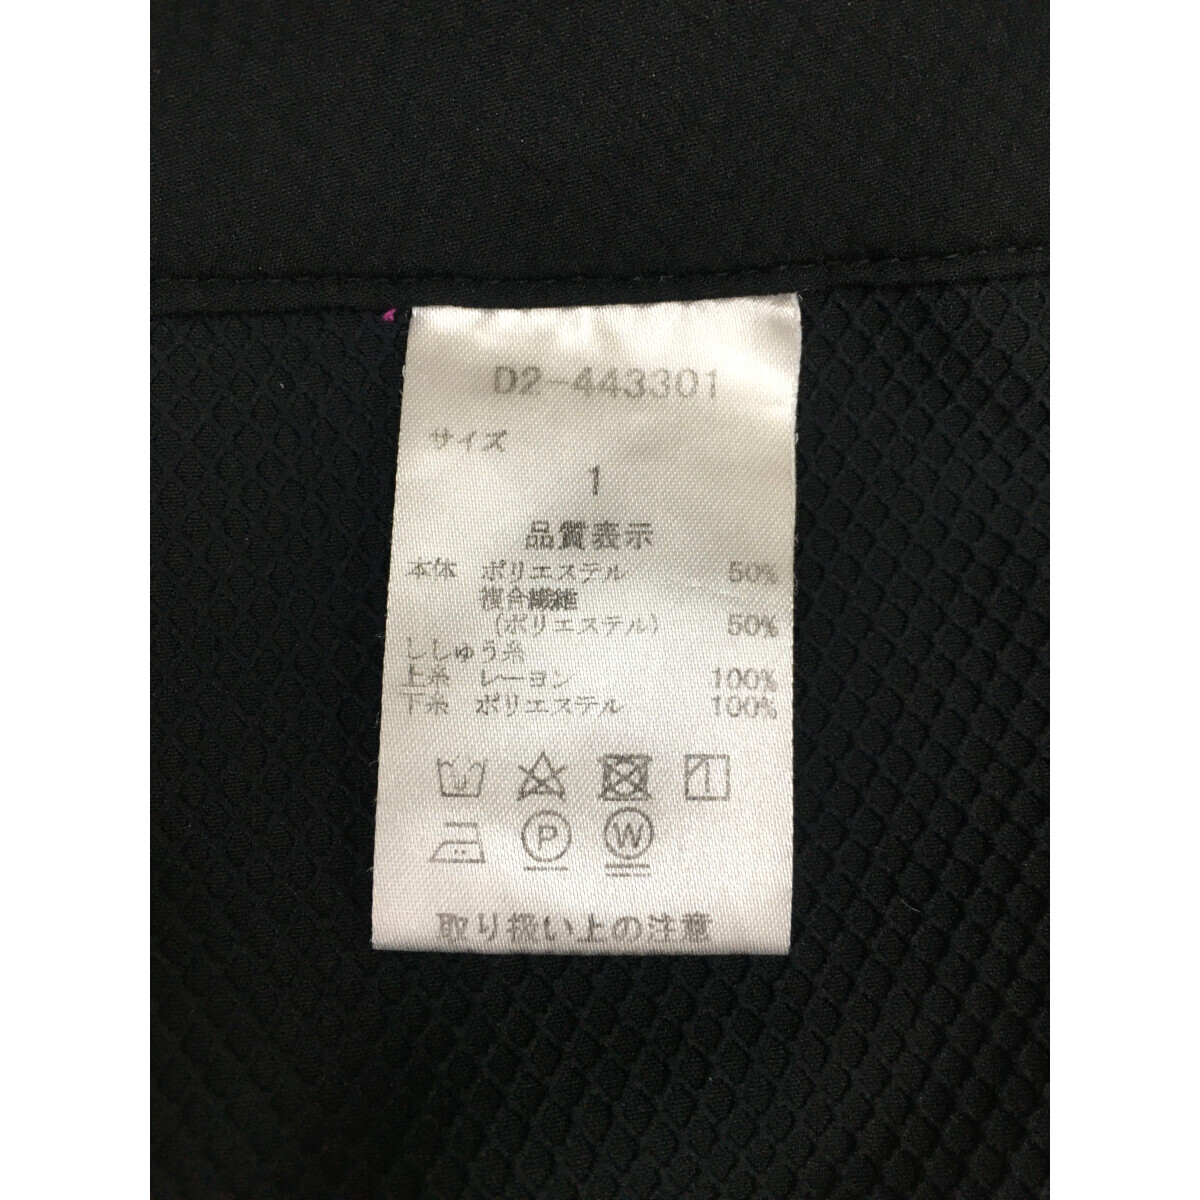 D2-443301
サイズ
1
品質表示
本体 ポリエステル 50%
複合繊維
(ポリエステル) 50%
ししゅう糸
上糸 レーヨン 100%
下糸 ポリエステル 100%
P W
取り扱い上の注意